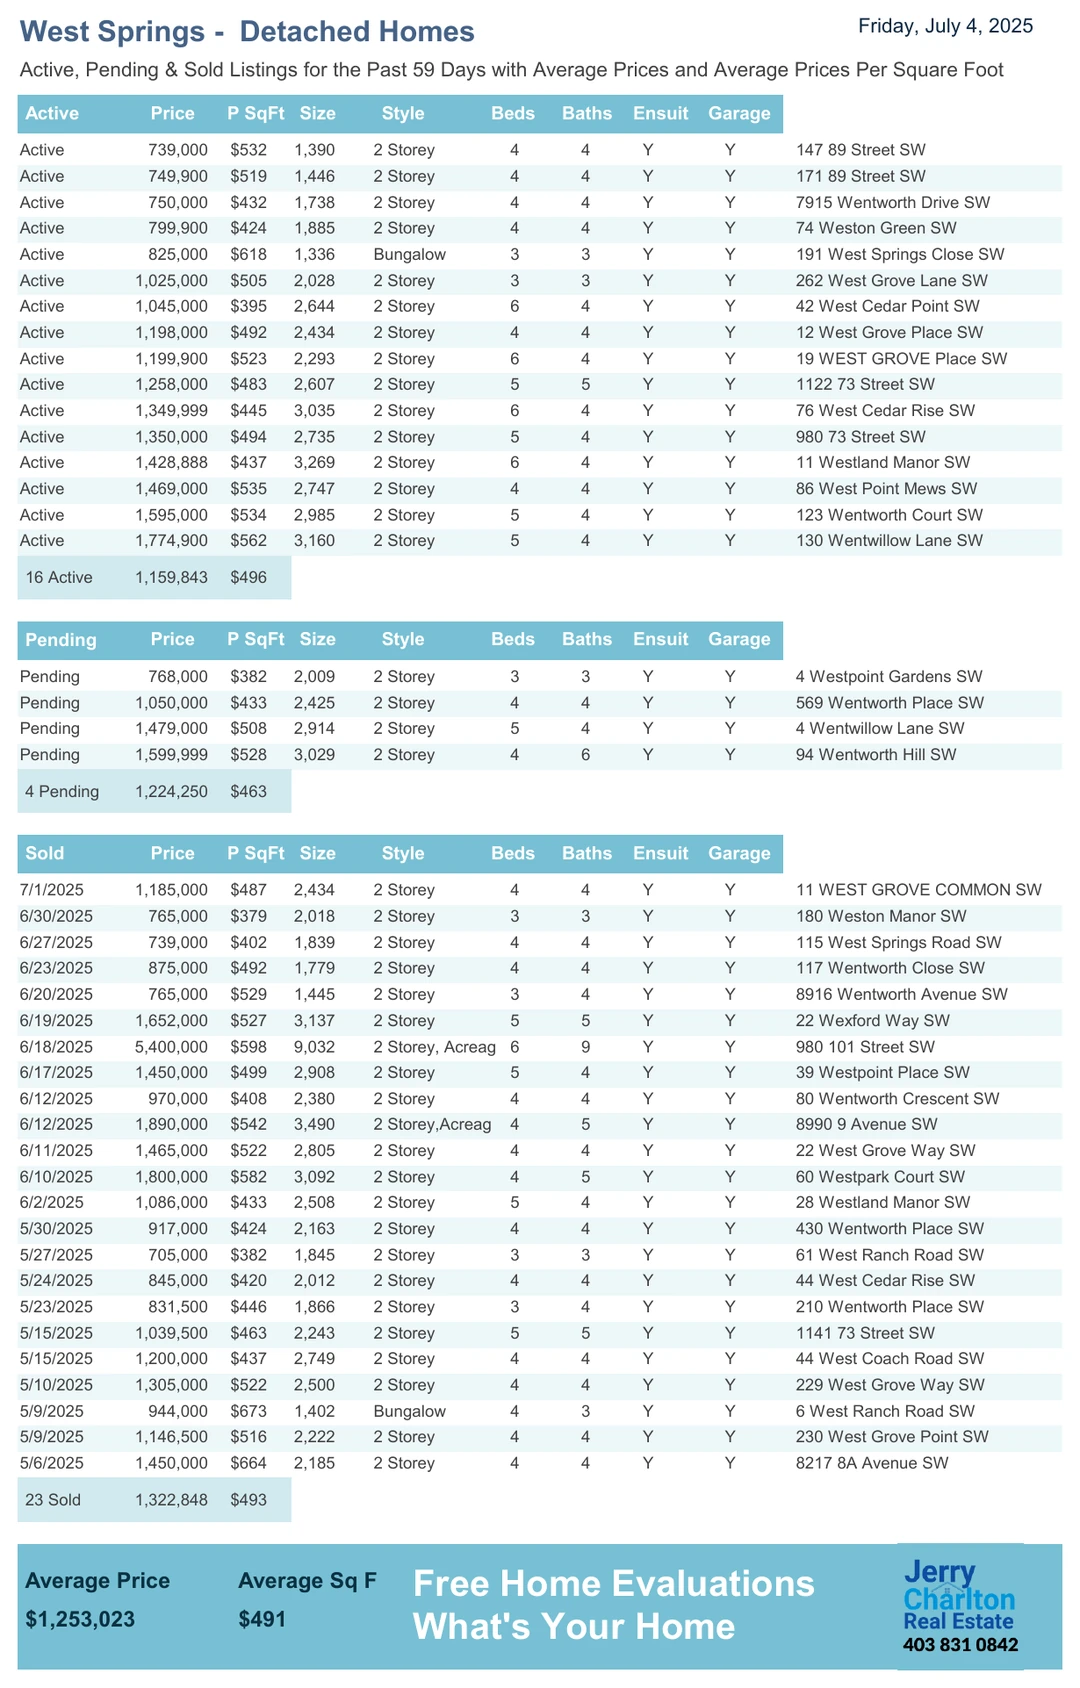 West Springs -  Detached Homes
Friday, July 4, 2025
Active, Pending & Sold Listings for the Past 59 Days with Average Prices and Average Prices Per Square Foot
Active Price P SqFt Size Style Beds Baths Ensuit Garage
Active 739,000 $532 1,390 2 Storey 4 4 Y Y 147 89 Street SW
Active 749,900 $519 1,446 2 Storey 4 4 Y Y 171 89 Street SW
Active 750,000 $432 1,738 2 Storey 4 4 Y Y 7915 Wentworth Drive SW
Active 799,900 $424 1,885 2 Storey 4 4 Y Y 74 Weston Green SW
Active 825,000 $618 1,336 Bungalow 3 3 Y Y 191 West Springs Close SW
Active 1,025,000 $505 2,028 2 Storey 3 3 Y Y 262 West Grove Lane SW
Active 1,045,000 $395 2,644 2 Storey 6 4 Y Y 42 West Cedar Point SW
Active 1,198,000 $492 2,434 2 Storey 4 4 Y Y 12 West Grove Place SW
Active 1,199,900 $523 2,293 2 Storey 6 4 Y Y 19 WEST GROVE Place SW
Active 1,258,000 $483 2,607 2 Storey 5 5 Y Y 1122 73 Street SW
Active 1,349,999 $445 3,035 2 Storey 6 4 Y Y 76 West Cedar Rise SW
Active 1,350,000 $494 2,735 2 Storey 5 4 Y Y 980 73 Street SW
Active 1,428,888 $437 3,269 2 Storey 6 4 Y Y 11 Westland Manor SW
Active 1,469,000 $535 2,747 2 Storey 4 4 Y Y 86 West Point Mews SW
Active 1,595,000 $534 2,985 2 Storey 5 4 Y Y 123 Wentworth Court SW
Active 1,774,900 $562 3,160 2 Storey 5 4 Y Y 130 Wentwillow Lane SW
16 Active 1,159,843 $496
Pending Price P SqFt Size Style Beds Baths Ensuit Garage
Pending 768,000 $382 2,009 2 Storey 3 3 Y Y 4 Westpoint Gardens SW
Pending 1,050,000 $433 2,425 2 Storey 4 4 Y Y 569 Wentworth Place SW
Pending 1,479,000 $508 2,914 2 Storey 5 4 Y Y 4 Wentwillow Lane SW
Pending 1,599,999 $528 3,029 2 Storey 4 6 Y Y 94 Wentworth Hill SW
4 Pending 1,224,250 $463
Sold Price P SqFt Size Style Beds Baths Ensuit Garage
7/1/2025 1,185,000 $487 2,434 2 Storey 4 4 Y Y 11 WEST GROVE COMMON SW
6/30/2025 765,000 $379 2,018 2 Storey 3 3 Y Y 180 Weston Manor SW
6/27/2025 739,000 $402 1,839 2 Storey 4 4 Y Y 115 West Springs Road SW
6/23/2025 875,000 $492 1,779 2 Storey 4 4 Y Y 117 Wentworth Close SW
6/20/2025 765,000 $529 1,445 2 Storey 3 4 Y Y 8916 Wentworth Avenue SW
6/19/2025 1,652,000 $527 3,137 2 Storey 5 5 Y Y 22 Wexford Way SW
6/18/2025 5,400,000 $598 9,032 2 Storey, Acreag 6 9 Y Y 980 101 Street SW
6/17/2025 1,450,000 $499 2,908 2 Storey 5 4 Y Y 39 Westpoint Place SW
6/12/2025 970,000 $408 2,380 2 Storey 4 4 Y Y 80 Wentworth Crescent SW
6/12/2025 1,890,000 $542 3,490 2 Storey,Acreag 4 5 Y Y 8990 9 Avenue SW
6/11/2025 1,465,000 $522 2,805 2 Storey 4 4 Y Y 22 West Grove Way SW
6/10/2025 1,800,000 $582 3,092 2 Storey 4 5 Y Y 60 Westpark Court SW
6/2/2025 1,086,000 $433 2,508 2 Storey 5 4 Y Y 28 Westland Manor SW
5/30/2025 917,000 $424 2,163 2 Storey 4 4 Y Y 430 Wentworth Place SW
5/27/2025 705,000 $382 1,845 2 Storey 3 3 Y Y 61 West Ranch Road SW
5/24/2025 845,000 $420 2,012 2 Storey 4 4 Y Y 44 West Cedar Rise SW
5/23/2025 831,500 $446 1,866 2 Storey 3 4 Y Y 210 Wentworth Place SW
5/15/2025 1,039,500 $463 2,243 2 Storey 5 5 Y Y 1141 73 Street SW
5/15/2025 1,200,000 $437 2,749 2 Storey 4 4 Y Y 44 West Coach Road SW
5/10/2025 1,305,000 $522 2,500 2 Storey 4 4 Y Y 229 West Grove Way SW
5/9/2025 944,000 $673 1,402 Bungalow 4 3 Y Y 6 West Ranch Road SW
5/9/2025 1,146,500 $516 2,222 2 Storey 4 4 Y Y 230 West Grove Point SW
5/6/2025 1,450,000 $664 2,185 2 Storey 4 4 Y Y 8217 8A Avenue SW
23 Sold 1,322,848 $493
Average Price Average Sq F
$1,253,023 $491
Free Home Evaluations
What's Your Home
Jerry
Charlton
Real Estate
403 831 0842